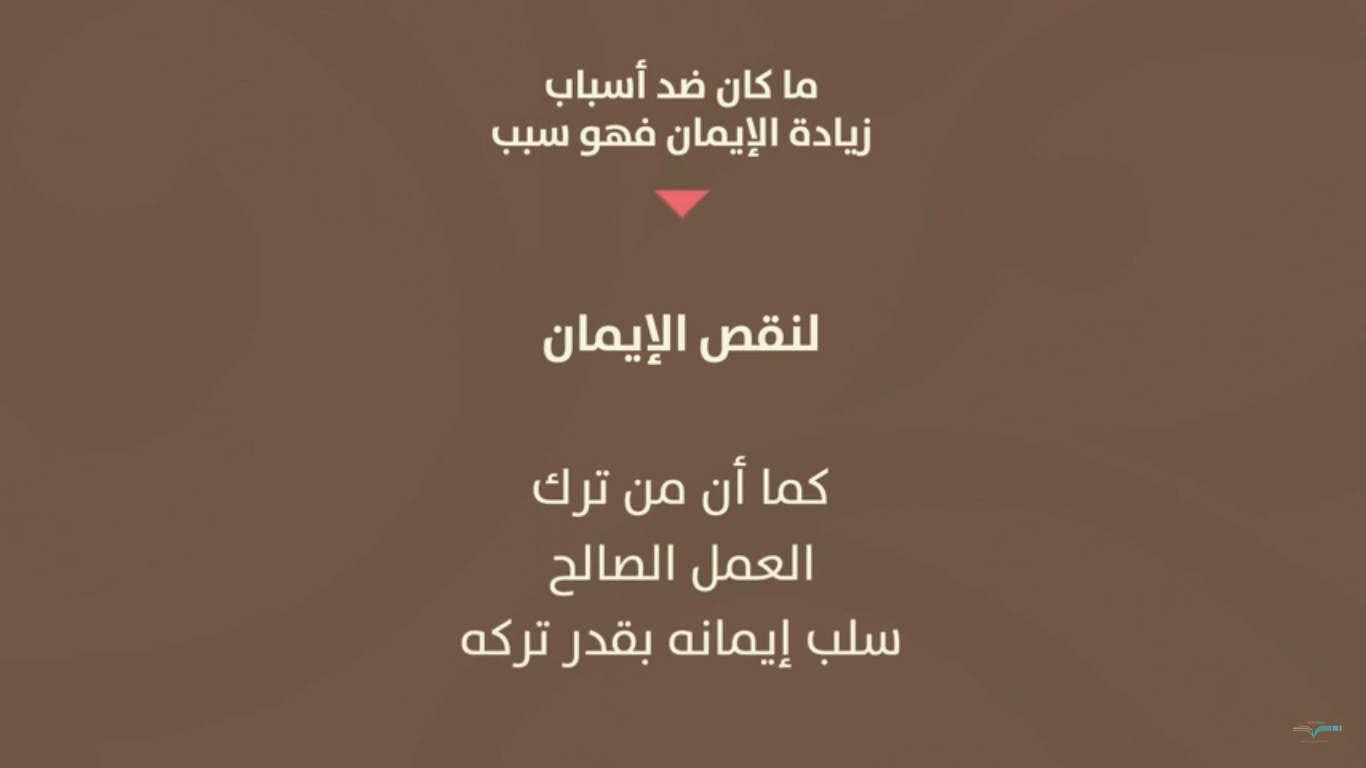 ما كان ضد أسباب
زيادة الإيمان فهو سبب
لنقص الإيمان
كما أن من ترك
العمل الصالح
سلب إيمانه بقدر تركه